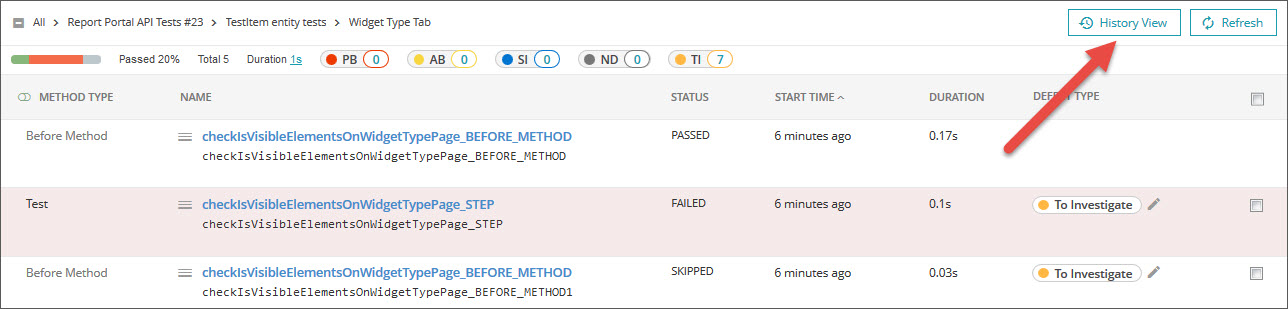 All > Report Portal API Tests #23 > TestItem entity tests > Widget Type Tab
History View
Refresh
Passed 20% Total 5 Duration 1s PB 0 AB 0 SI 0 ND 0 TI 7
METHOD TYPE NAME STATUS START TIME DURATION DEFECT TYPE
Before Method checkIsVisibleElementsOnWidgetTypePage_BEFORE_METHOD PASSED 6 minutes ago 0.17s
checkIsVisibleElementsOnWidgetTypePage_BEFORE_METHOD
Test checkIsVisibleElementsOnWidgetTypePage_STEP FAILED 6 minutes ago 0.1s To Investigate
checkIsVisibleElementsOnWidgetTypePage_STEP
Before Method checkIsVisibleElementsOnWidgetTypePage_BEFORE_METHOD SKIPPED 6 minutes ago 0.03s To Investigate
checkIsVisibleElementsOnWidgetTypePage_BEFORE_METHOD1